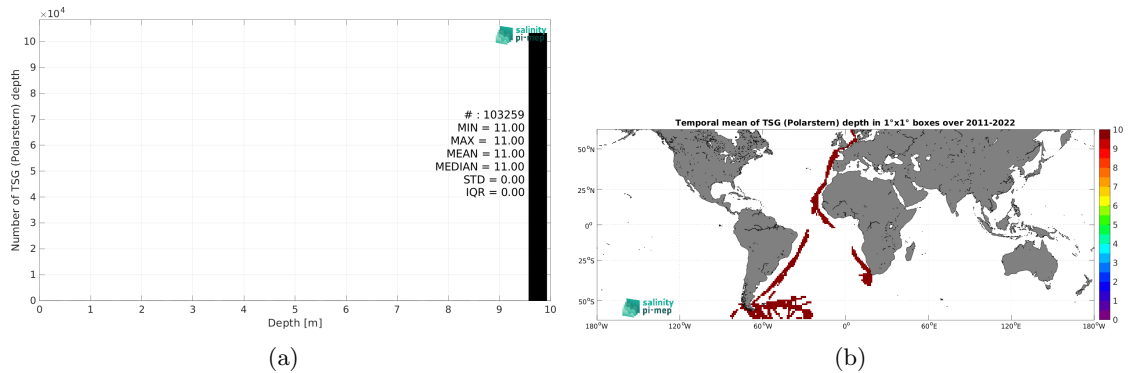 ×10⁴
10
9
8
7
6
5
4
3
2
1
0
Number of TSG (Polarstern) depth
salinity
pi-mep
# : 103259
MIN = 11.00
MAX = 11.00
MEAN = 11.00
MEDIAN = 11.00
STD = 0.00
IQR = 0.00
0 1 2 3 4 5 6 7 8 9 10
Depth [m]
(a)
Temporal mean of TSG (Polarstern) depth in 1°x1° boxes over 2011-2022
50°N
25°N
0°
25°S
50°S
salinity
pi-mep
180°W 120°W 60°W 0° 60°E 120°E 180°W
10
9
8
7
6
5
4
3
2
1
0
(b)